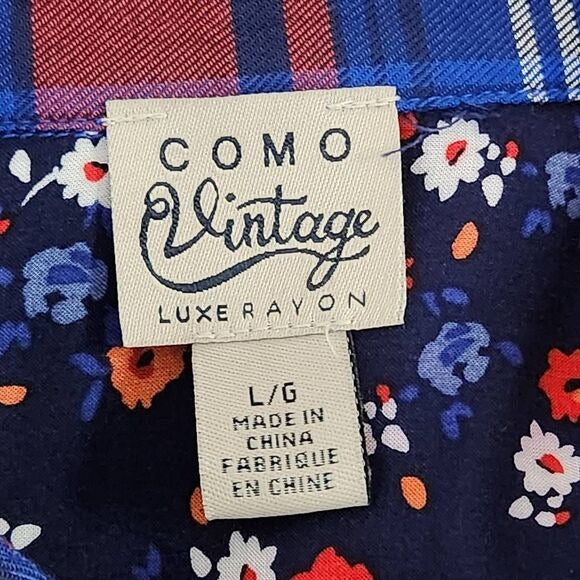 COMO
Vintage
LUXE RAYON
L/G
MADE IN
CHINA
FABRIQUE
EN CHINE